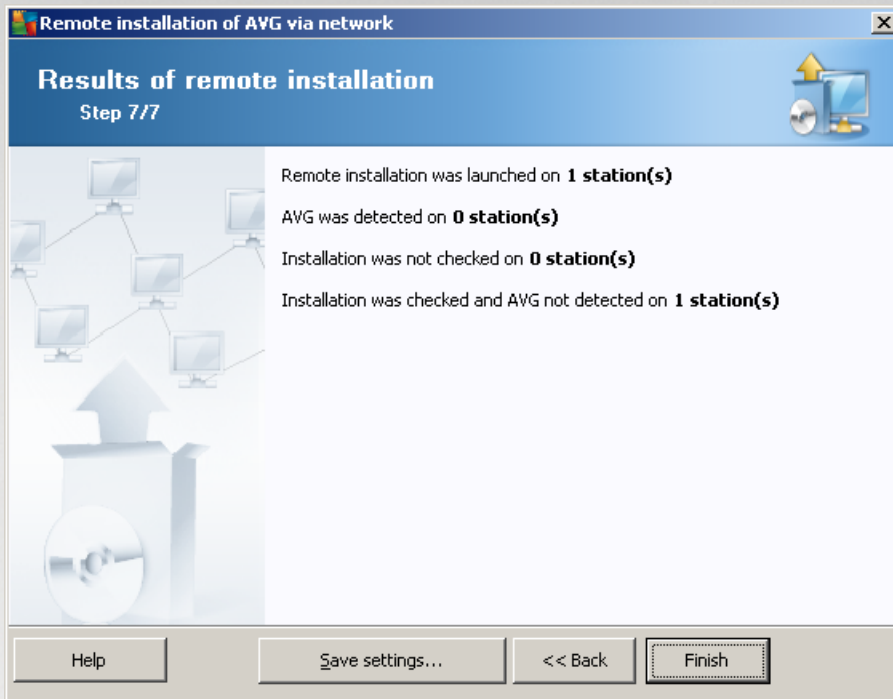 Remote installation of AVG via network
Results of remote installation
Step 7/7
Remote installation was launched on 1 station(s)
AVG was detected on 0 station(s)
Installation was not checked on 0 station(s)
Installation was checked and AVG not detected on 1 station(s)
Help
Save settings...
<< Back
Finish